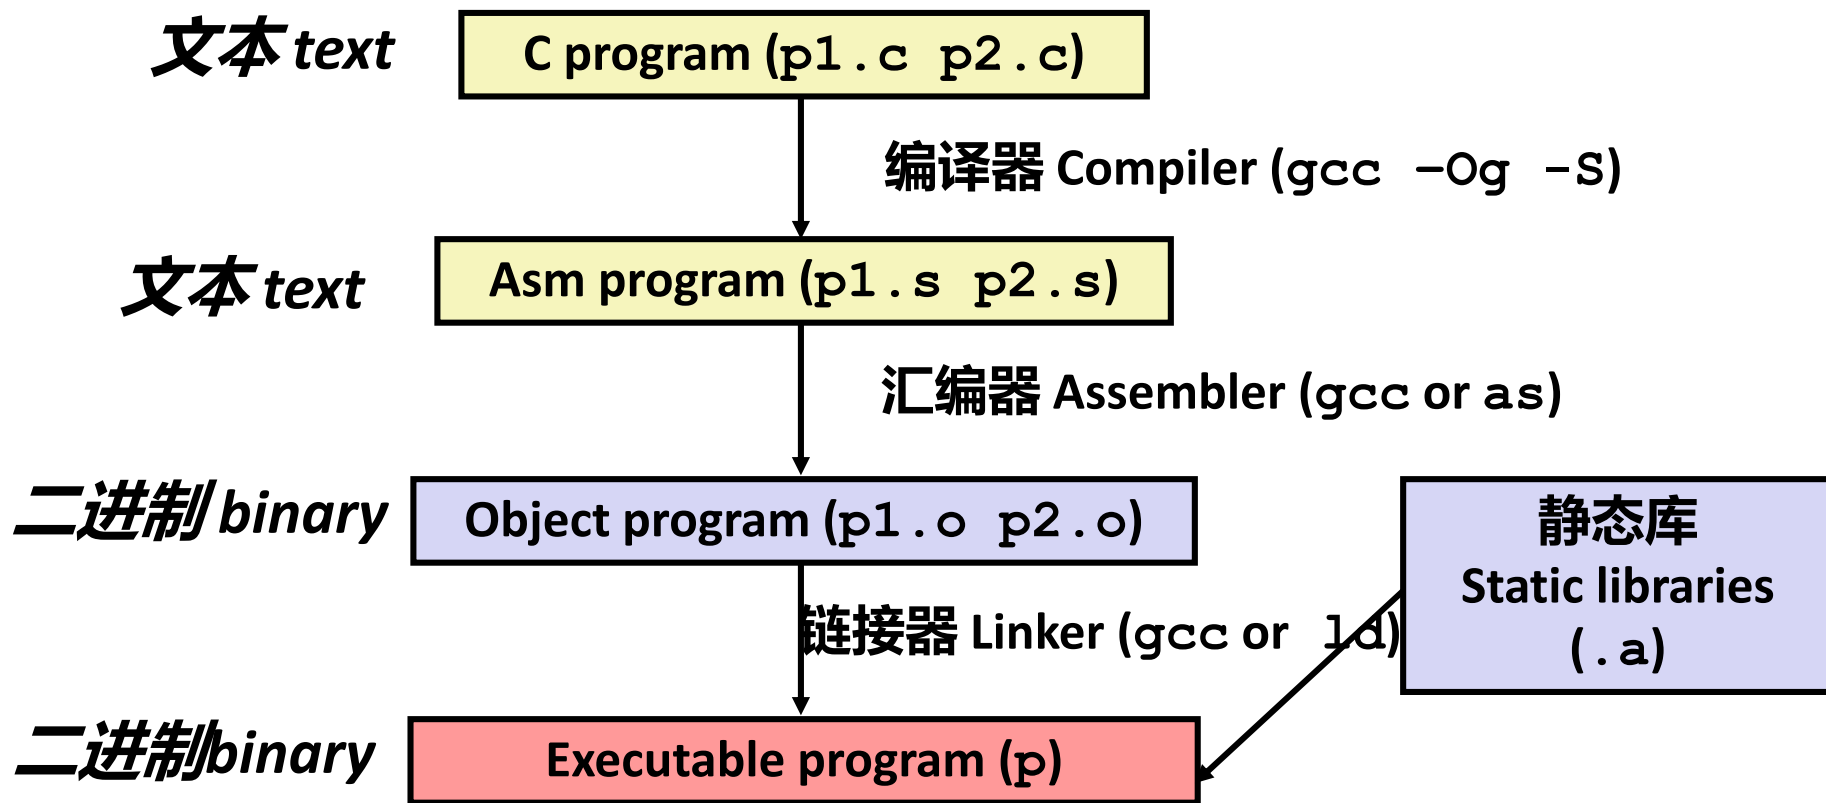 文本 text
C program (p1.c p2.c)
编译器 Compiler (gcc –Og -S)
文本 text
Asm program (p1.s p2.s)
汇编器 Assembler (gcc or as)
二进制 binary
Object program (p1.o p2.o)
静态库
Static libraries
(.a)
链接器 Linker (gcc or ld)
二进制binary
Executable program (p)